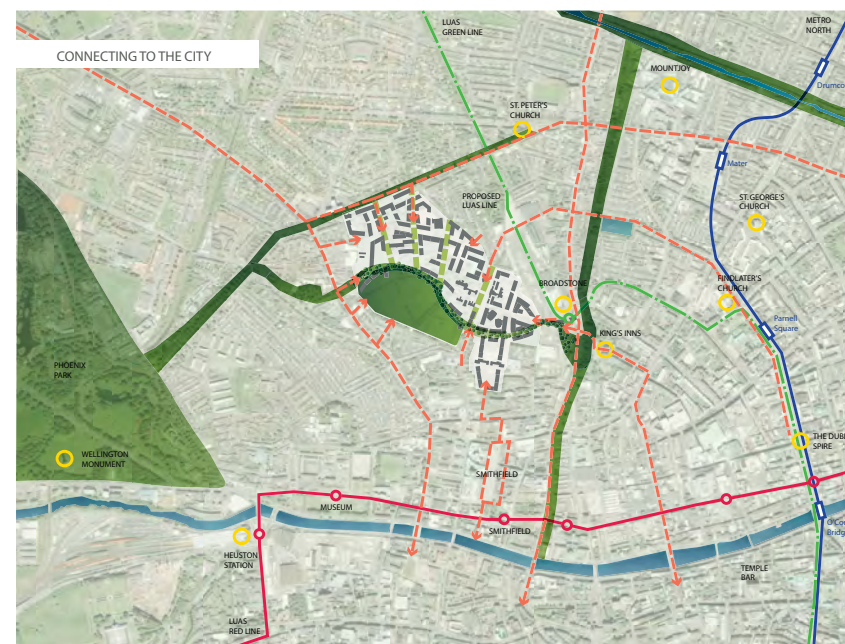 CONNECTING TO THE CITY
LUAS
GREEN LINE
METRO
NORTH
MOUNTJOY
Drumco
ST. PETER'S
CHURCH
Mater
PROPOSED
LUAS LINE
ST.GEORGE'S
CHURCH
BROADSTONE
FINDLATER'S
CHURCH
Parnell
Square
KING'S INNS
PHOENIX
PARK
WELLINGTON
MONUMENT
THE DUBL
SPIRE
SMITHFIELD
MUSEUM
SMITHFIELD
O'Co
Bridg
HEUSTON
STATION
TEMPLE
BAR
LUAS
RED LINE